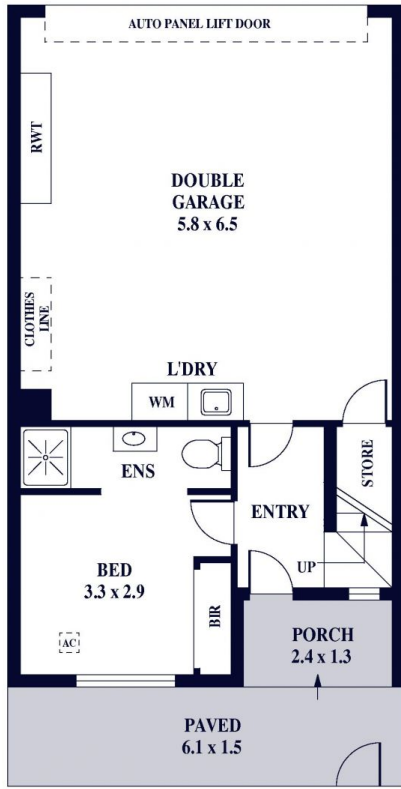 AUTO PANEL LIFT DOOR
RWT
DOUBLE
GARAGE
5.8 x 6.5
CLOTHES
LINE
L'DRY
WM
ENS
STORE
ENTRY
UP
BED
3.3 x 2.9
BIR
AC
PORCH
2.4 x 1.3
PAVED
6.1 x 1.5